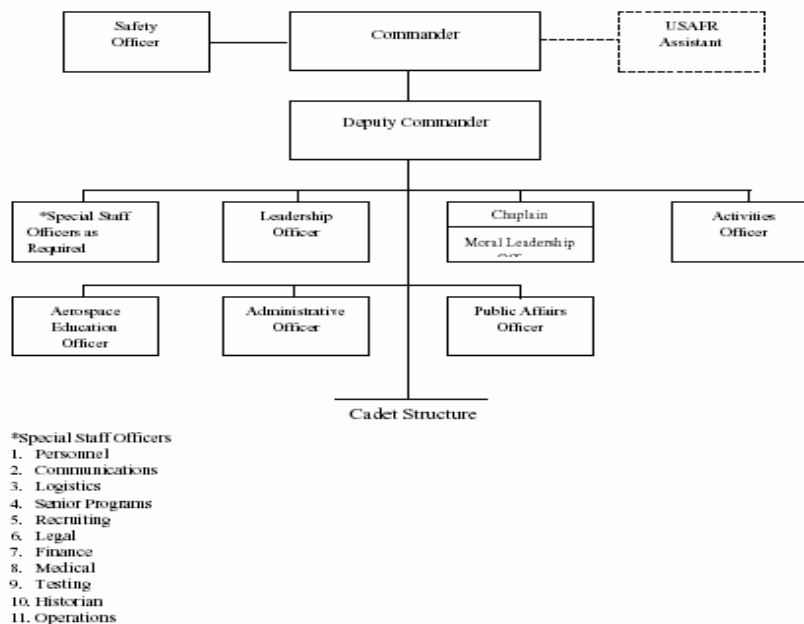 Safety
Officer
Commander
USAFR
Assistant
Deputy Commander
*Special Staff
Officers as
Required
Leadership
Officer
Chaplain
Moral Leadership
Activities
Officer
Aerospace
Education
Officer
Administrative
Officer
Public Affairs
Officer
Cadet Structure
*Special Staff Officers
1. Personnel
2. Communications
3. Logistics
4. Senior Programs
5. Recruiting
6. Legal
7. Finance
8. Medical
9. Testing
10. Historian
11. Operations